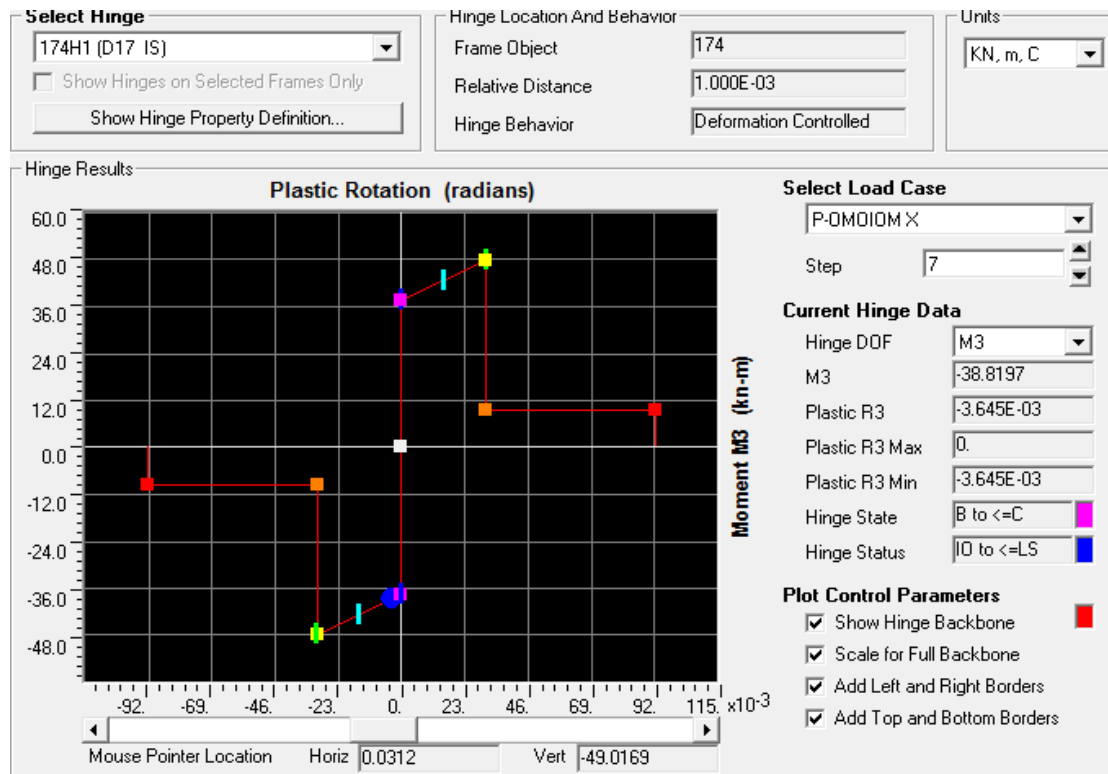 Select Hinge
174H1 (D17 IS)
Show Hinges on Selected Frames Only
Show Hinge Property Definition...
Hinge Location And Behavior
Frame Object 174
Relative Distance 1.000E-03
Hinge Behavior Deformation Controlled
Units
KN, m, C
Hinge Results
Plastic Rotation (radians)
60.0
48.0
36.0
24.0
12.0
0.0
-12.0
-24.0
-36.0
-48.0
-92. -69. -46. -23. 0. 23. 46. 69. 92. 115. x10-3
Moment M3 (kn-m)
Mouse Pointer Location Horiz 0.0312 Vert -49.0169
Select Load Case
P-OMOIOM X
Step 7
Current Hinge Data
Hinge DOF M3
M3 -38.8197
Plastic R3 -3.645E-03
Plastic R3 Max 0.
Plastic R3 Min -3.645E-03
Hinge State B to <=C
Hinge Status IO to <=LS
Plot Control Parameters
Show Hinge Backbone
Scale for Full Backbone
Add Left and Right Borders
Add Top and Bottom Borders